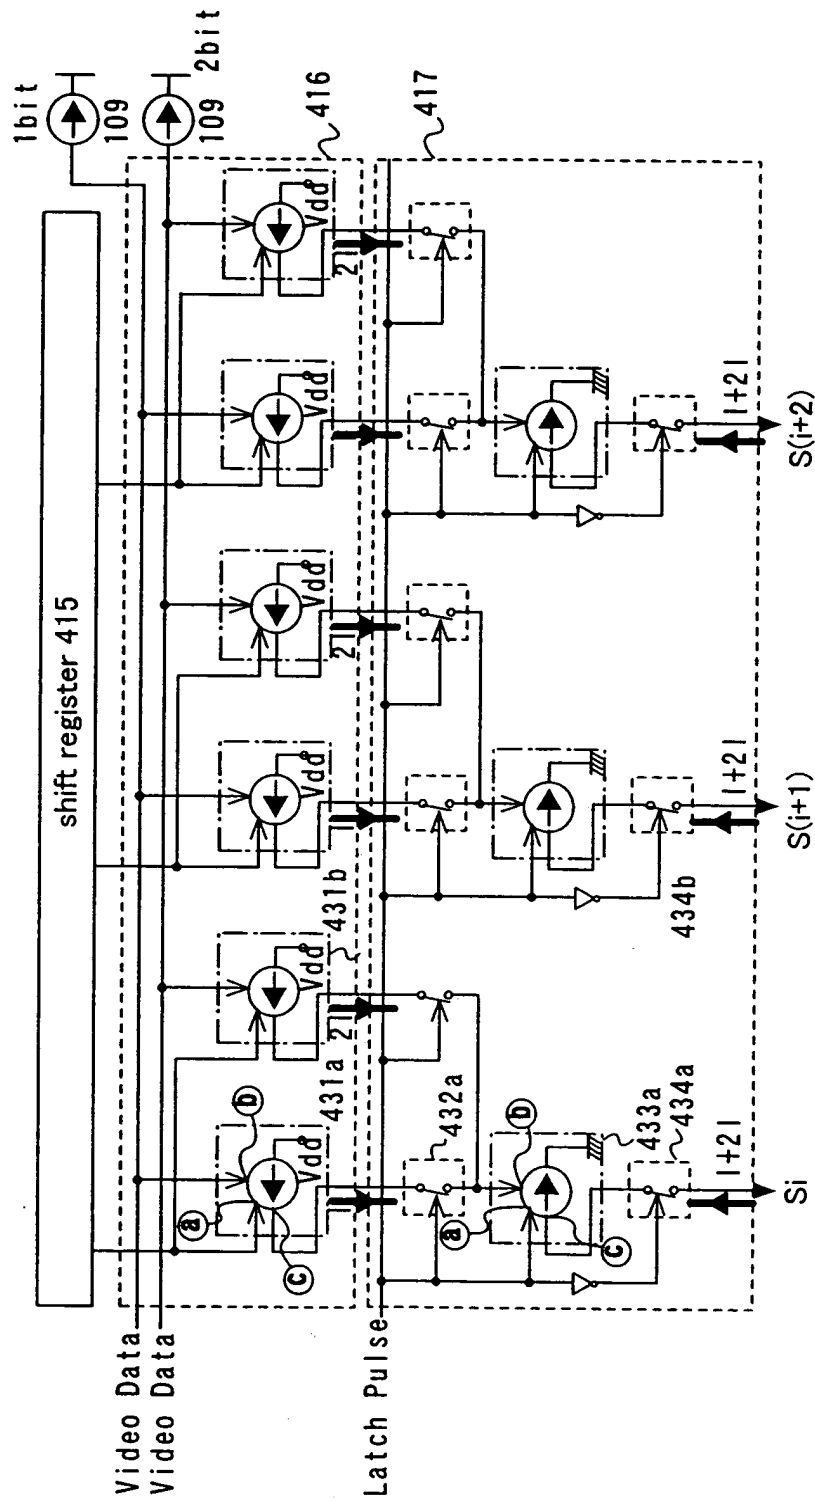 1bit
109
2bit
109
shift register 415
416
417
Video Data
Video Data
Latch Pulse
a
b
c
Vdd
I
431a
Vdd
2I
431b
Vdd
I
Vdd
2I
Vdd
I
Vdd
2I
432a
a
b
c
433a
434a
434b
I+2I
I+2I
I+2I
Si
S(i+1)
S(i+2)